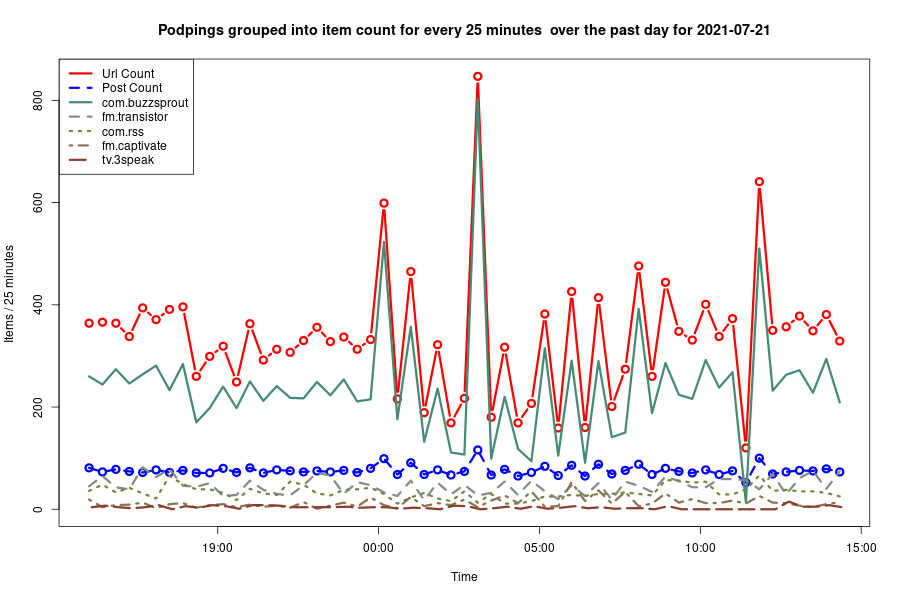 Podpings grouped into item count for every 25 minutes  over the past day for 2021-07-21
Url Count
Post Count
com.buzzsprout
fm.transistor
com.rss
fm.captivate
tv.3speak
Items / 25 minutes
800
600
400
200
0
19:00 00:00 05:00 10:00 15:00
Time